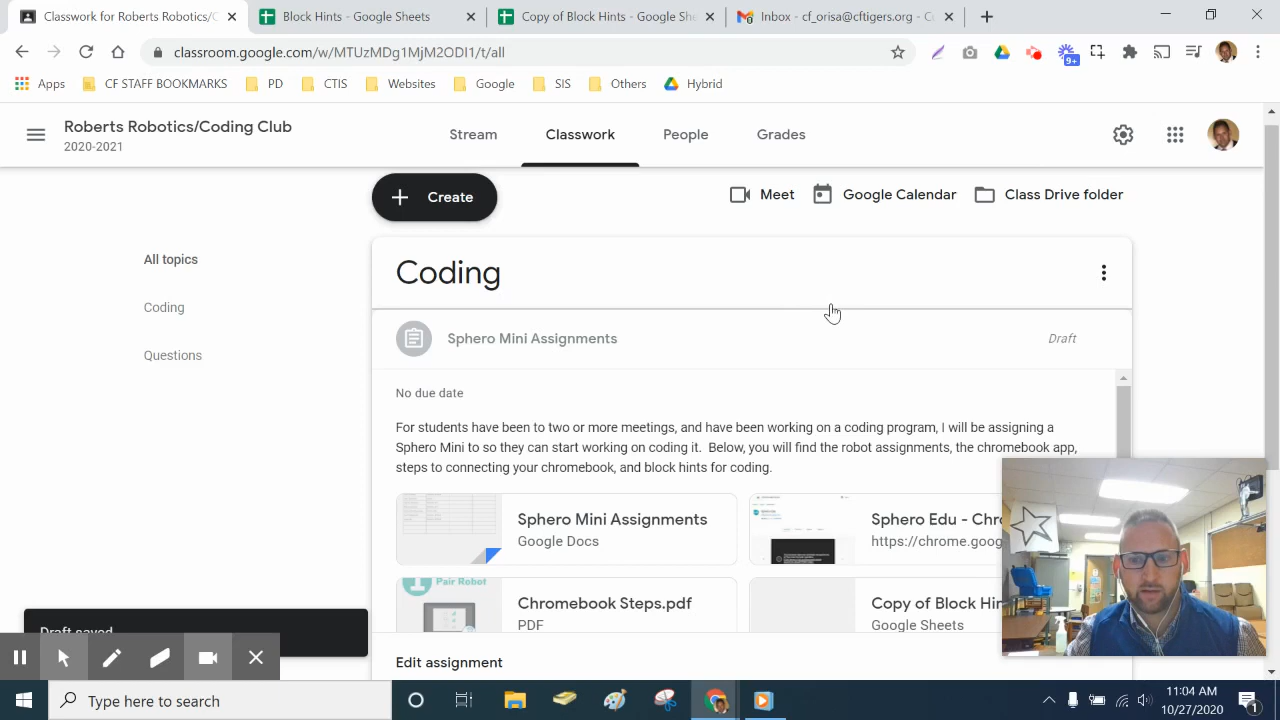 Classroom for Roberts Robotics/C
Block Hints - Google Sheets
Copy of Block Hints - Google She
Inbox - cf_orisa@cftigers.org - C
classroom.google.com/w/MTUzMDg1MjM2ODI1/t/all
9+
Apps
CF STAFF BOOKMARKS
PD
CTIS
Websites
Google
SIS
Others
Hybrid
Roberts Robotics/Coding Club
2020-2021
Stream
Classwork
People
Grades
Create
Meet
Google Calendar
Class Drive folder
All topics
Coding
Questions
Coding
Sphero Mini Assignments
Draft
No due date
For students have been to two or more meetings, and have been working on a coding program, I will be assigning a
Sphero Mini to so they can start working on coding it. Below, you will find the robot assignments, the chromebook app,
steps to connecting your chromebook, and block hints for coding.
Sphero Mini Assignments
Google Docs
Sphero Edu - Chro
https://chrome.goog
Pair Robot
Chromebook Steps.pdf
PDF
Copy of Block Hin
Google Sheets
Draft saved
Edit assignment
Type here to search
11:04 AM
10/27/2020
1